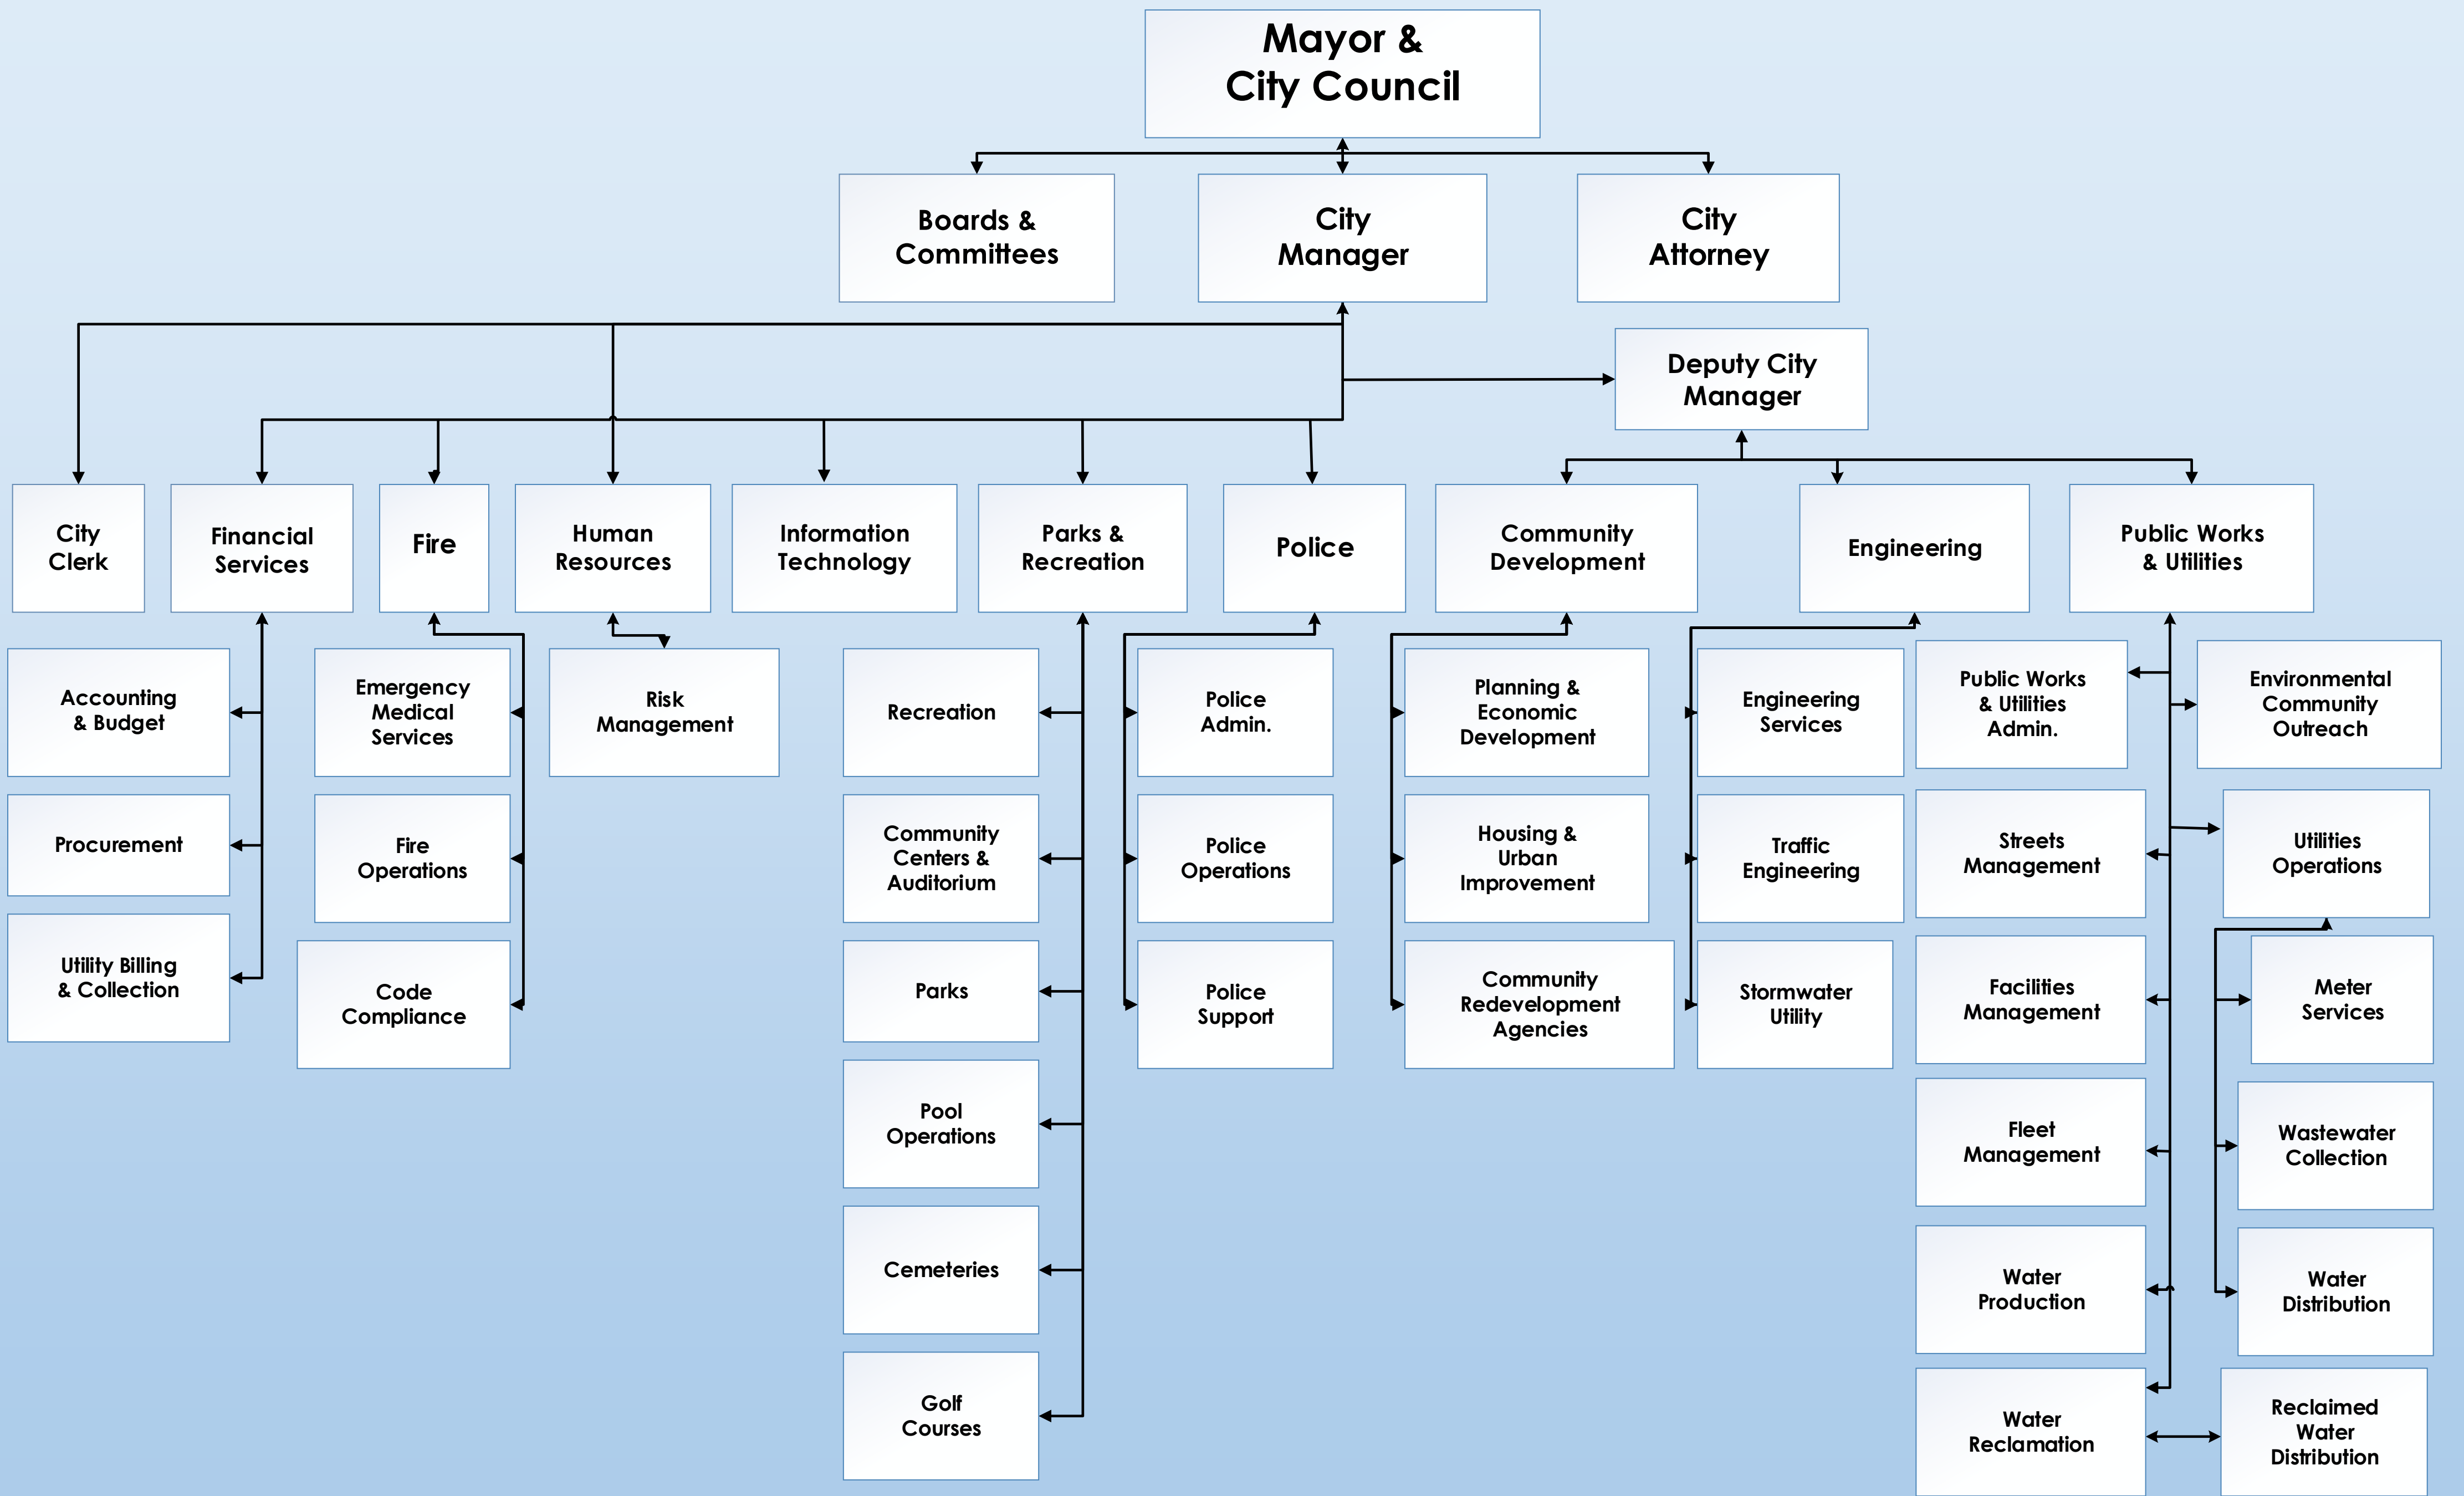 Mayor &
City Council
Boards &
Committees
City
Manager
City
Attorney
Deputy City
Manager
City
Clerk
Financial
Services
Fire
Human
Resources
Information
Technology
Parks &
Recreation
Police
Community
Development
Engineering
Public Works
& Utilities
Accounting
& Budget
Procurement
Utility Billing
& Collection
Emergency
Medical
Services
Fire
Operations
Code
Compliance
Risk
Management
Recreation
Community
Centers &
Auditorium
Parks
Pool
Operations
Cemeteries
Golf
Courses
Police
Admin.
Police
Operations
Police
Support
Planning &
Economic
Development
Housing &
Urban
Improvement
Community
Redevelopment
Agencies
Engineering
Services
Traffic
Engineering
Stormwater
Utility
Public Works
& Utilities
Admin.
Streets
Management
Facilities
Management
Fleet
Management
Water
Production
Water
Reclamation
Environmental
Community
Outreach
Utilities
Operations
Meter
Services
Wastewater
Collection
Water
Distribution
Reclaimed
Water
Distribution